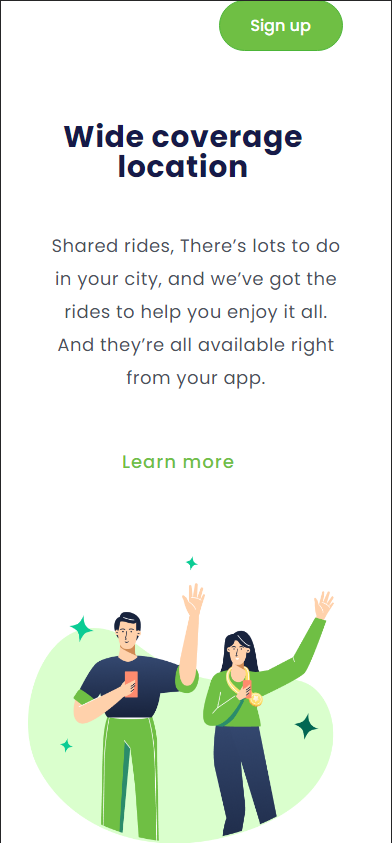 Sign up
Wide coverage
location
Shared rides, There’s lots to do
in your city, and we’ve got the
rides to help you enjoy it all.
And they’re all available right
from your app.
Learn more